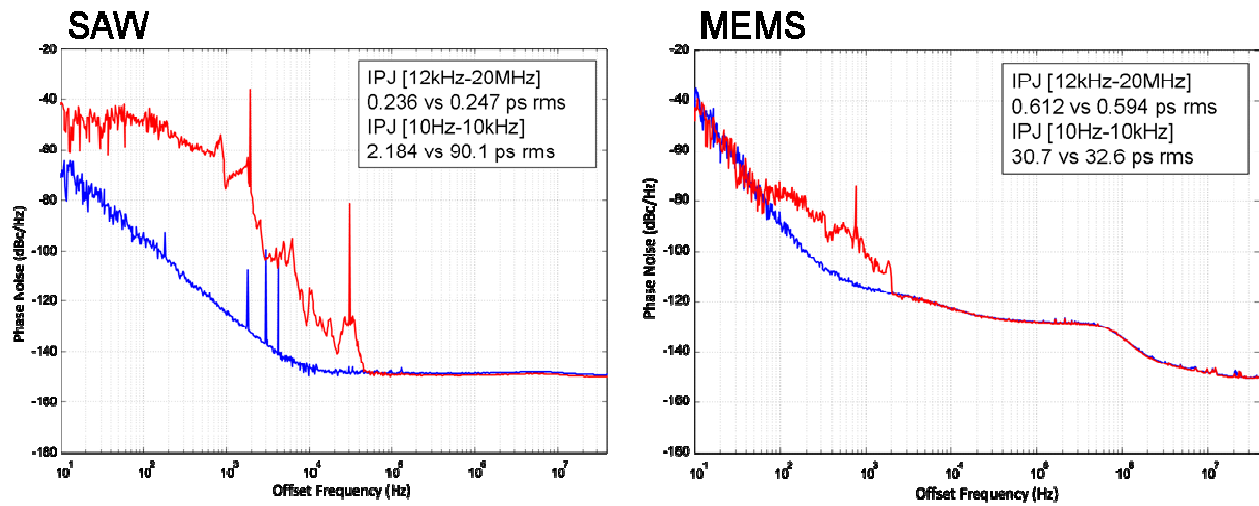 SAW
-20
-40
-60
-80
-100
-120
-140
-160
-180
Phase Noise (dBc/Hz)
10¹
10²
10³
10⁴
10⁵
10⁶
10⁷
Offset Frequency (Hz)
IPJ [12kHz-20MHz]
0.236 vs 0.247 ps rms
IPJ [10Hz-10kHz]
2.184 vs 90.1 ps rms
MEMS
-20
-40
-60
-80
-100
-120
-140
-160
-180
Phase Noise (dBc/Hz)
10¹
10²
10³
10⁴
10⁵
10⁶
10⁷
Offset Frequency (Hz)
IPJ [12kHz-20MHz]
0.612 vs 0.594 ps rms
IPJ [10Hz-10kHz]
30.7 vs 32.6 ps rms